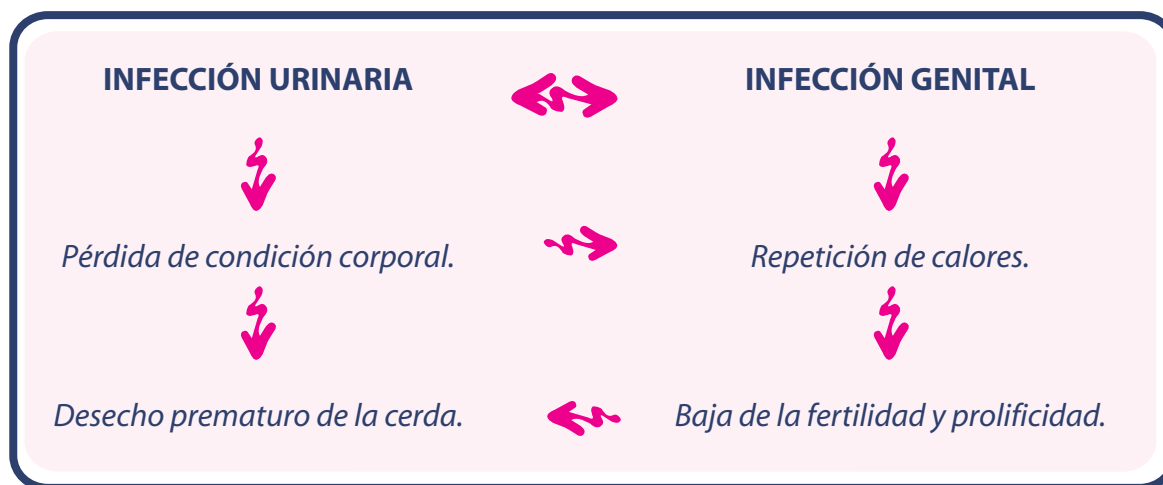 INFECCIÓN URINARIA
INFECCIÓN GENITAL
Pérdida de condición corporal.
Repetición de calores.
Desecho prematuro de la cerda.
Baja de la fertilidad y prolificidad.